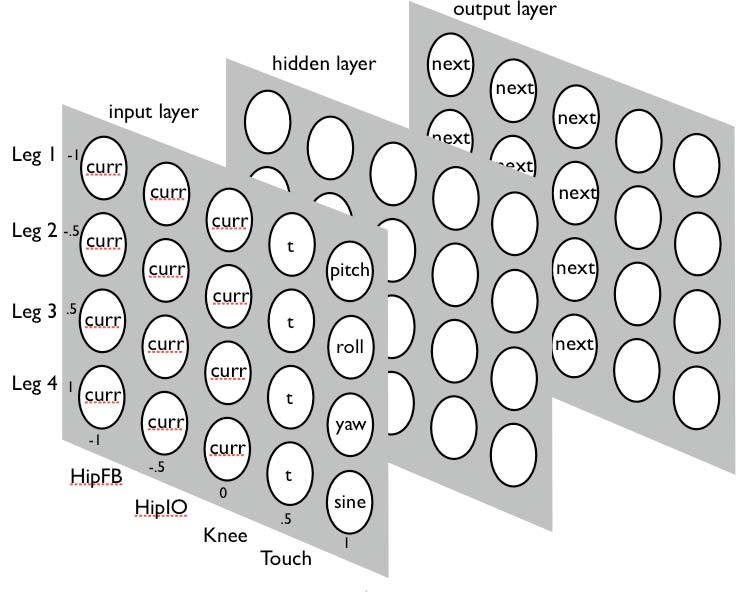 output layer
hidden layer
input layer
next
next
next
next
next
next
next
next
Leg 1
-1
curr
curr
curr
t
pitch
Leg 2
-.5
curr
curr
curr
t
roll
Leg 3
.5
curr
curr
curr
t
yaw
Leg 4
1
curr
curr
curr
t
sine
-1
-.5
0
.5
1
HipFB
HipIO
Knee
Touch